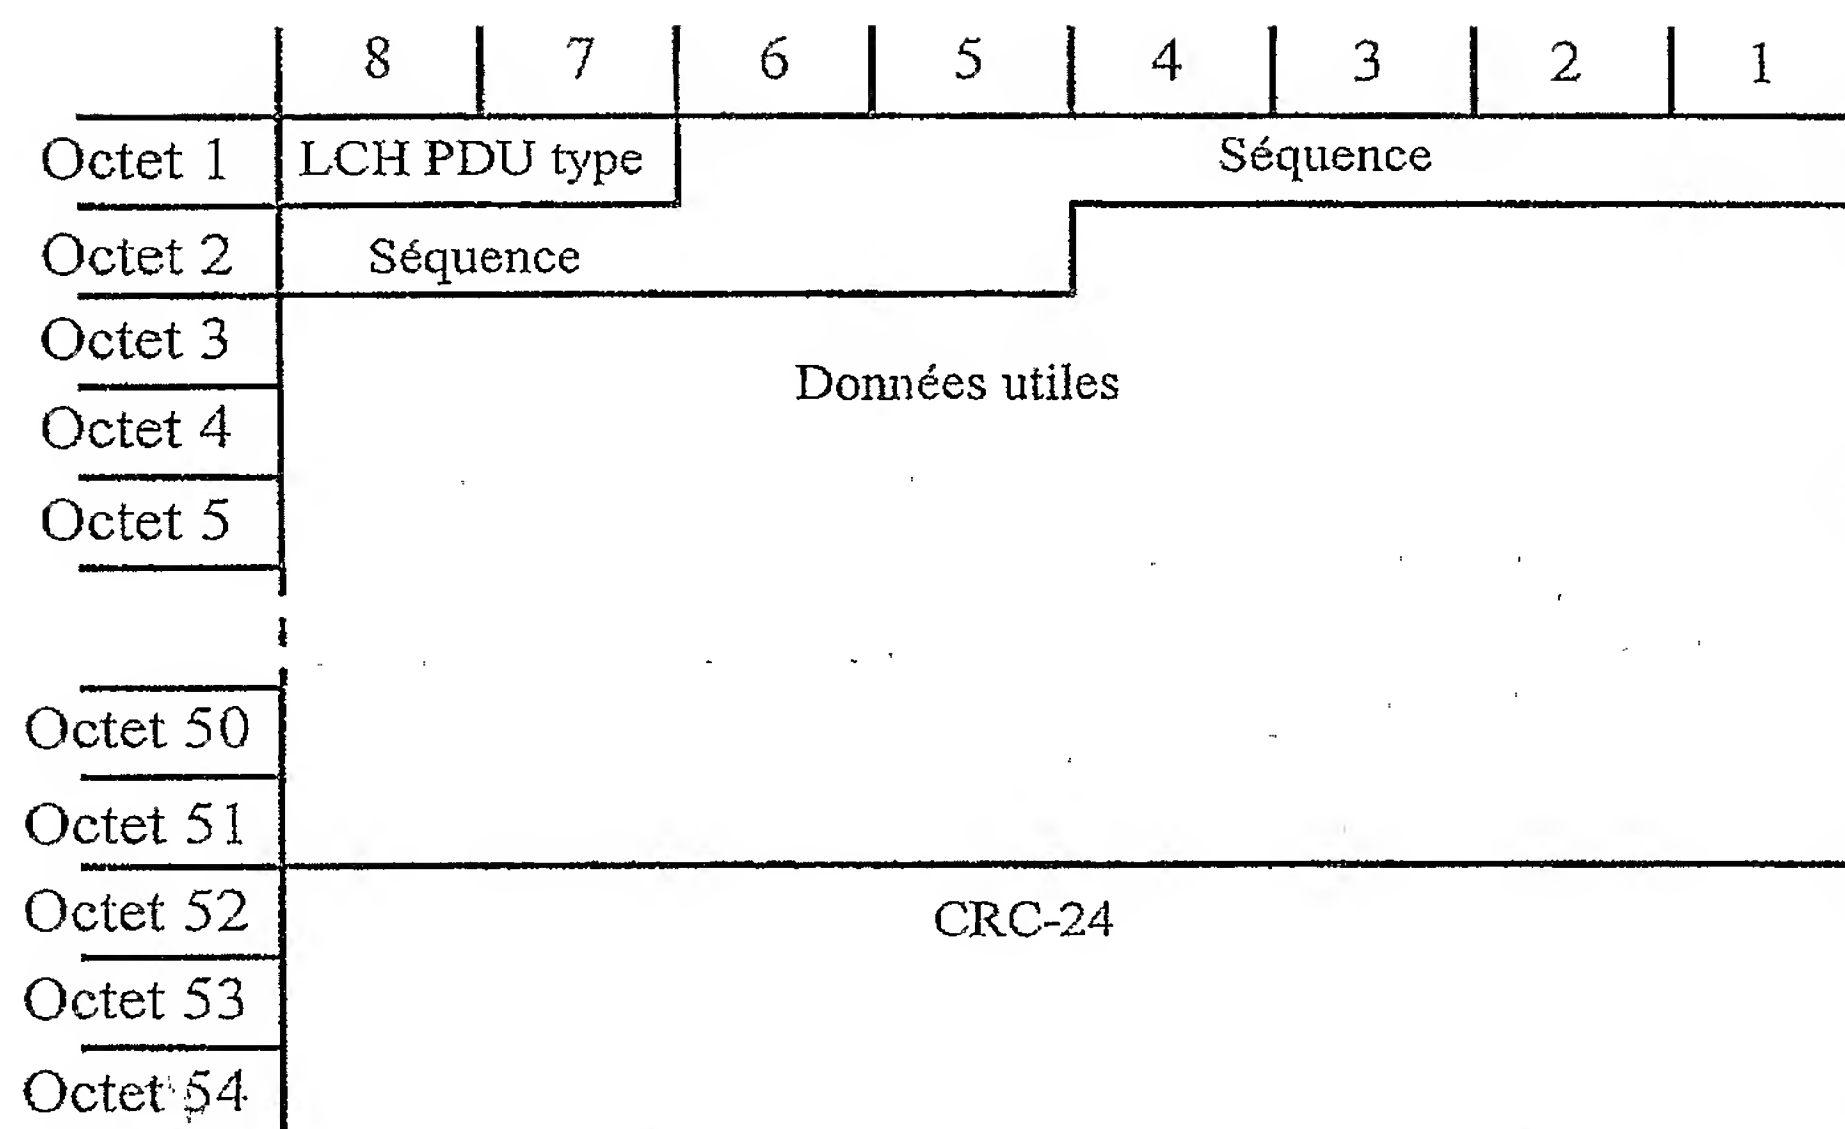 8 7 6 5 4 3 2 1
Octet 1 LCH PDU type Séquence
Octet 2 Séquence
Octet 3
Données utiles
Octet 4
Octet 5
Octet 50
Octet 51
Octet 52 CRC-24
Octet 53
Octet 54